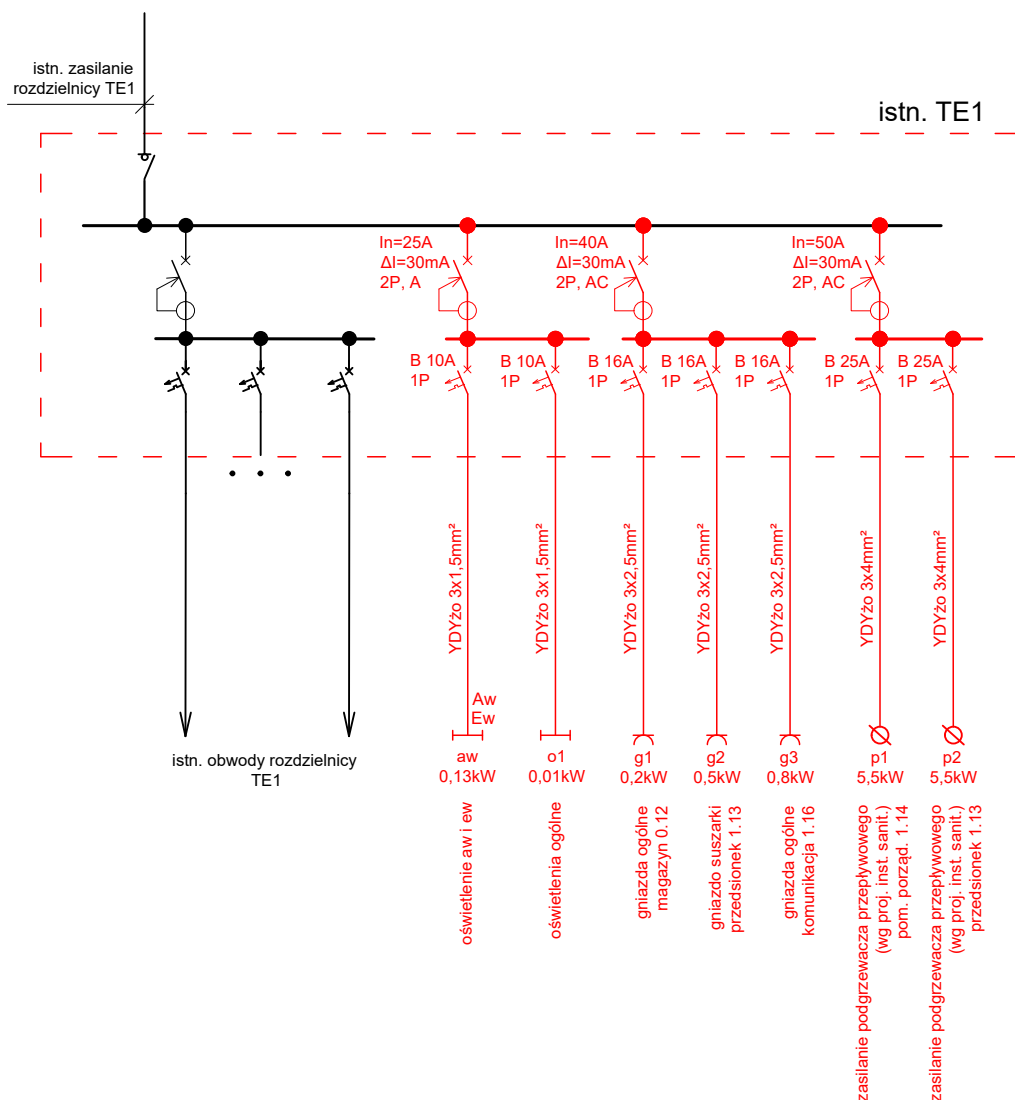 istn. zasilanie
rozdzielnicy TE1
istn. TE1
In=25A
ΔI=30mA
2P, A
In=40A
ΔI=30mA
2P, AC
In=50A
ΔI=30mA
2P, AC
B 10A
1P
B 10A
1P
B 16A
1P
B 16A
1P
B 16A
1P
B 25A
1P
B 25A
1P
YDYżo 3x1,5mm²
YDYżo 3x1,5mm²
YDYżo 3x2,5mm²
YDYżo 3x2,5mm²
YDYżo 3x2,5mm²
YDYżo 3x4mm²
YDYżo 3x4mm²
Aw
Ew
istn. obwody rozdzielnicy
TE1
aw
0,13kW
o1
0,01kW
g1
0,2kW
g2
0,5kW
g3
0,8kW
p1
5,5kW
p2
5,5kW
oświetlenie aw i ew
oświetlenia ogólne
gniazda ogólne
magazyn 0.12
gniazdo suszarki
przedsionek 1.13
gniazda ogólne
komunikacja 1.16
zasilanie podgrzewacza przepływowego
(wg proj. inst. sanit.)
pom. porząd. 1.14
zasilanie podgrzewacza przepływowego
(wg proj. inst. sanit.)
przedsionek 1.13